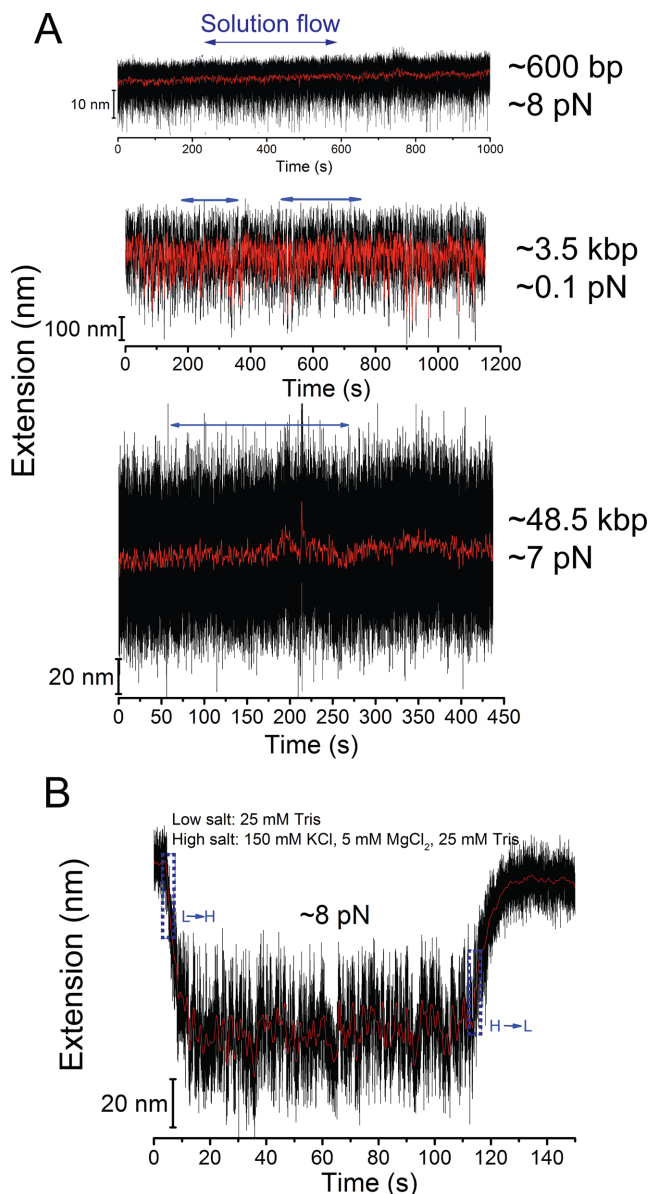 A
Solution flow
~600 bp
~8 pN
10 nm
0 200 400 600 800 1000
Time (s)
~3.5 kbp
~0.1 pN
100 nm
0 200 400 600 800 1000 1200
Time (s)
Extension (nm)
~48.5 kbp
~7 pN
20 nm
0 50 100 150 200 250 300 350 400 450
Time (s)
B
Low salt: 25 mM Tris
High salt: 150 mM KCl, 5 mM MgCl₂, 25 mM Tris
L→H
~8 pN
Extension (nm)
H→L
20 nm
0 20 40 60 80 100 120 140
Time (s)